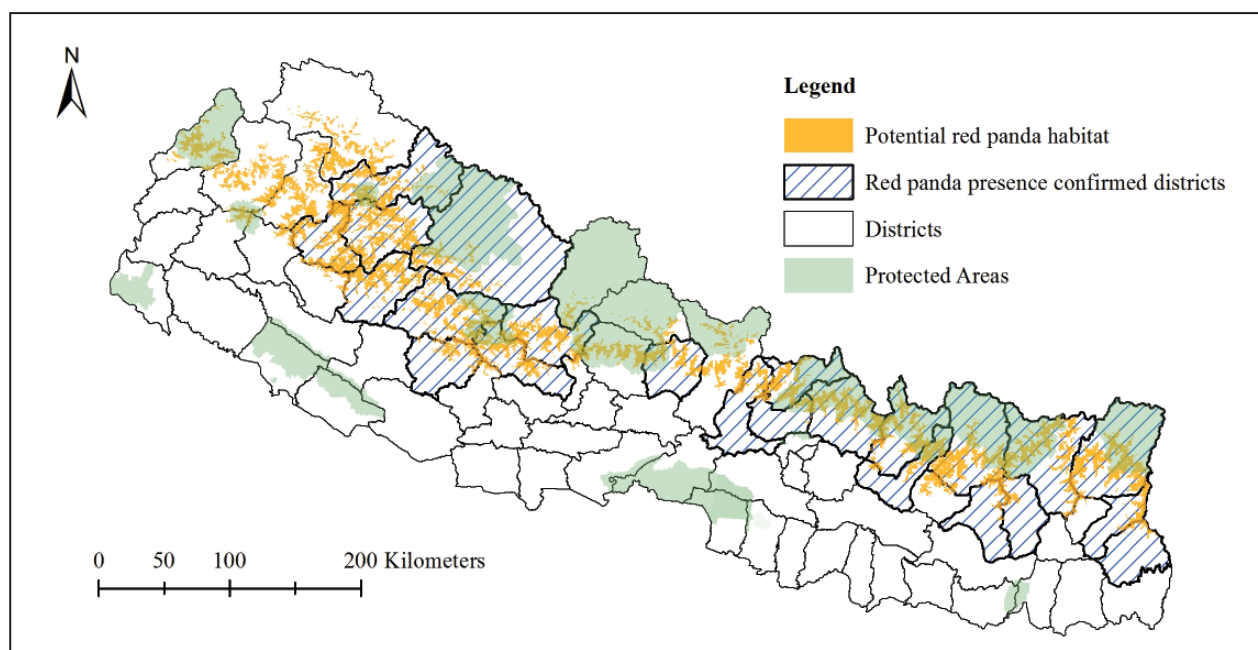 N
Legend
Potential red panda habitat
Red panda presence confirmed districts
Districts
Protected Areas
0 50 100 200 Kilometers